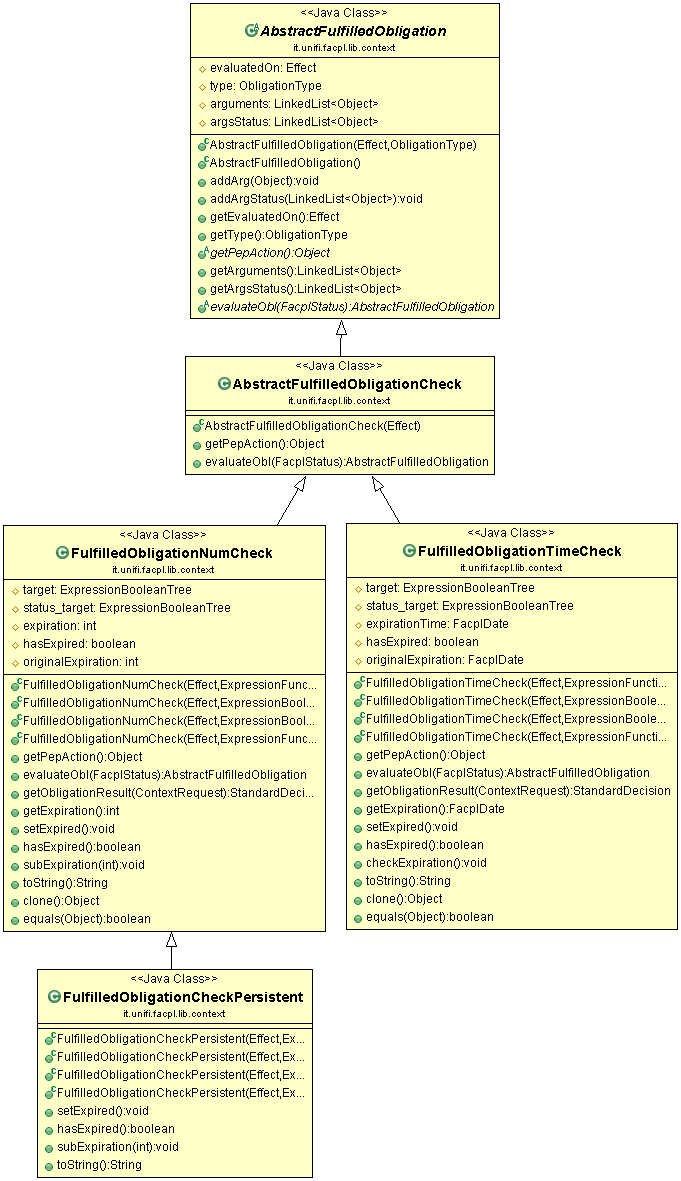 <<Java Class>>
AbstractFulfilledObligation
it.unifi.facpl.lib.context
evaluatedOn: Effect
type: ObligationType
arguments: LinkedList<Object>
argsStatus: LinkedList<Object>
AbstractFulfilledObligation(Effect,ObligationType)
AbstractFulfilledObligation()
addArg(Object):void
addArgStatus(LinkedList<Object>):void
getEvaluatedOn():Effect
getType():ObligationType
getPepAction():Object
getArguments():LinkedList<Object>
getArgsStatus():LinkedList<Object>
evaluateObl(FacplStatus):AbstractFulfilledObligation
<<Java Class>>
AbstractFulfilledObligationCheck
it.unifi.facpl.lib.context
AbstractFulfilledObligationCheck(Effect)
getPepAction():Object
evaluateObl(FacplStatus):AbstractFulfilledObligation
<<Java Class>>
FulfilledObligationNumCheck
it.unifi.facpl.lib.context
target: ExpressionBooleanTree
status_target: ExpressionBooleanTree
expiration: int
hasExpired: boolean
originalExpiration: int
FulfilledObligationNumCheck(Effect,ExpressionFunc...
FulfilledObligationNumCheck(Effect,ExpressionBool...
FulfilledObligationNumCheck(Effect,ExpressionBool...
FulfilledObligationNumCheck(Effect,ExpressionFunc...
getPepAction():Object
evaluateObl(FacplStatus):AbstractFulfilledObligation
getObligationResult(ContextRequest):StandardDeci...
getExpiration():int
setExpired():void
hasExpired():boolean
subExpiration(int):void
toString():String
clone():Object
equals(Object):boolean
<<Java Class>>
FulfilledObligationTimeCheck
it.unifi.facpl.lib.context
target: ExpressionBooleanTree
status_target: ExpressionBooleanTree
expirationTime: FacplDate
hasExpired: boolean
originalExpiration: FacplDate
FulfilledObligationTimeCheck(Effect,ExpressionFuncti...
FulfilledObligationTimeCheck(Effect,ExpressionBoolee...
FulfilledObligationTimeCheck(Effect,ExpressionBoolee...
FulfilledObligationTimeCheck(Effect,ExpressionFuncti...
getPepAction():Object
evaluateObl(FacplStatus):AbstractFulfilledObligation
getObligationResult(ContextRequest):StandardDecision
getExpiration():FacplDate
setExpired():void
hasExpired():boolean
checkExpiration():void
toString():String
clone():Object
equals(Object):boolean
<<Java Class>>
FulfilledObligationCheckPersistent
it.unifi.facpl.lib.context
FulfilledObligationCheckPersistent(Effect,Ex...
FulfilledObligationCheckPersistent(Effect,Ex...
FulfilledObligationCheckPersistent(Effect,Ex...
FulfilledObligationCheckPersistent(Effect,Ex...
setExpired():void
hasExpired():boolean
subExpiration(int):void
toString():String